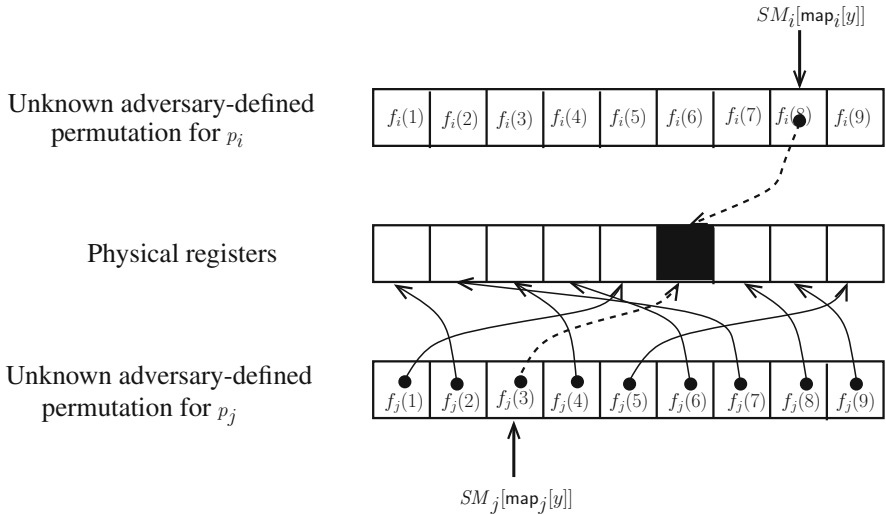 SM_i[map_i[y]]
Unknown adversary-defined
permutation for p_i
f_i(1) f_i(2) f_i(3) f_i(4) f_i(5) f_i(6) f_i(7) f_i(8) f_i(9)
Physical registers
Unknown adversary-defined
permutation for p_j
f_j(1) f_j(2) f_j(3) f_j(4) f_j(5) f_j(6) f_j(7) f_j(8) f_j(9)
SM_j[map_j[y]]